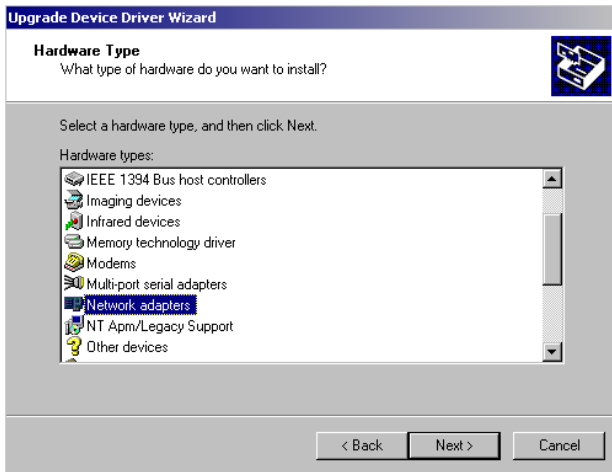 Upgrade Device Driver Wizard
Hardware Type
What type of hardware do you want to install?
Select a hardware type, and then click Next.
Hardware types:
IEEE 1394 Bus host controllers
Imaging devices
Infrared devices
Memory technology driver
Modems
Multi-port serial adapters
Network adapters
NT Apm/Legacy Support
Other devices
< Back Next > Cancel